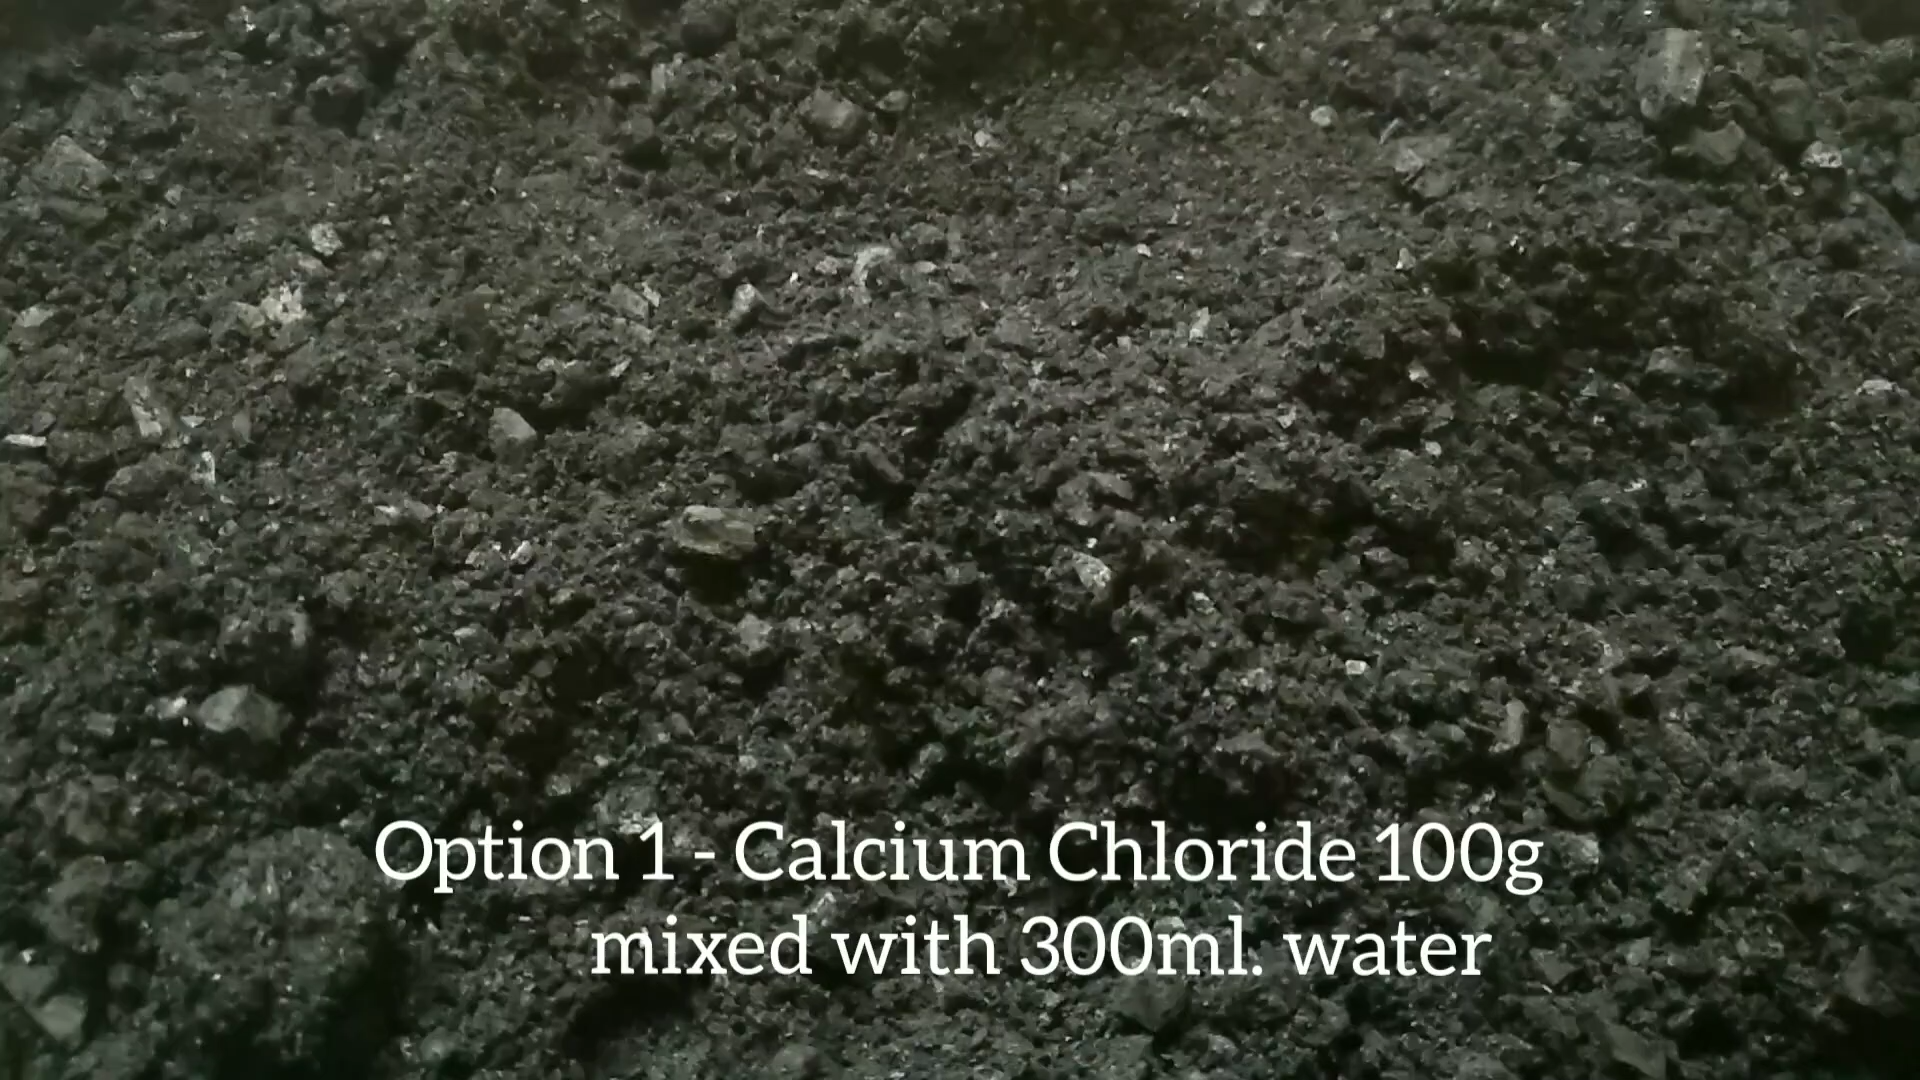 Option 1 - Calcium Chloride 100g
mixed with 300ml. water